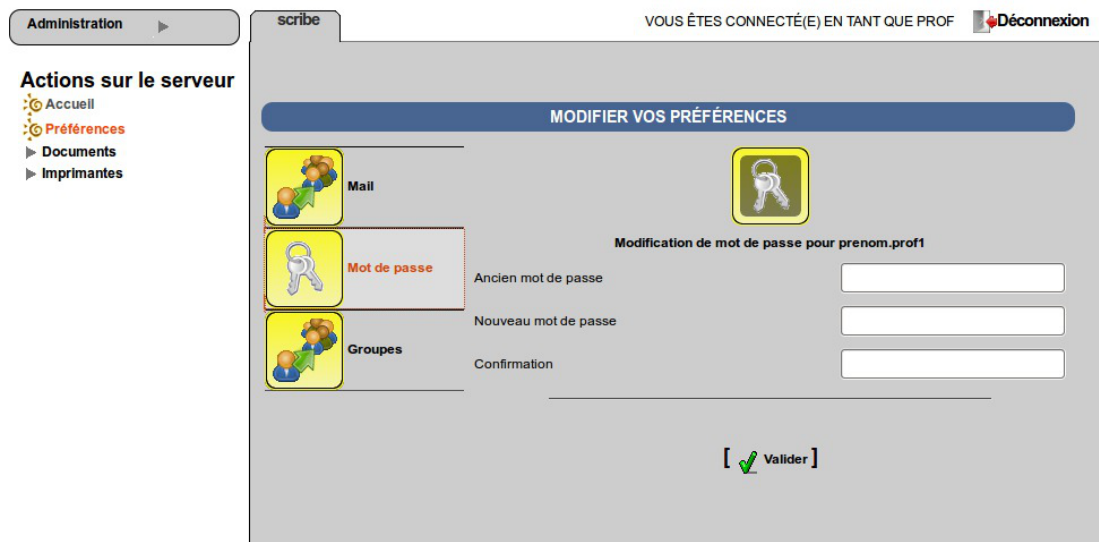 Administration
scribe
VOUS ÊTES CONNECTÉ(E) EN TANT QUE PROF
Déconnexion
Actions sur le serveur
Accueil
Préférences
Documents
Imprimantes
MODIFIER VOS PRÉFÉRENCES
Mail
Mot de passe
Groupes
Modification de mot de passe pour prenom.prof1
Ancien mot de passe
Nouveau mot de passe
Confirmation
[ Valider ]